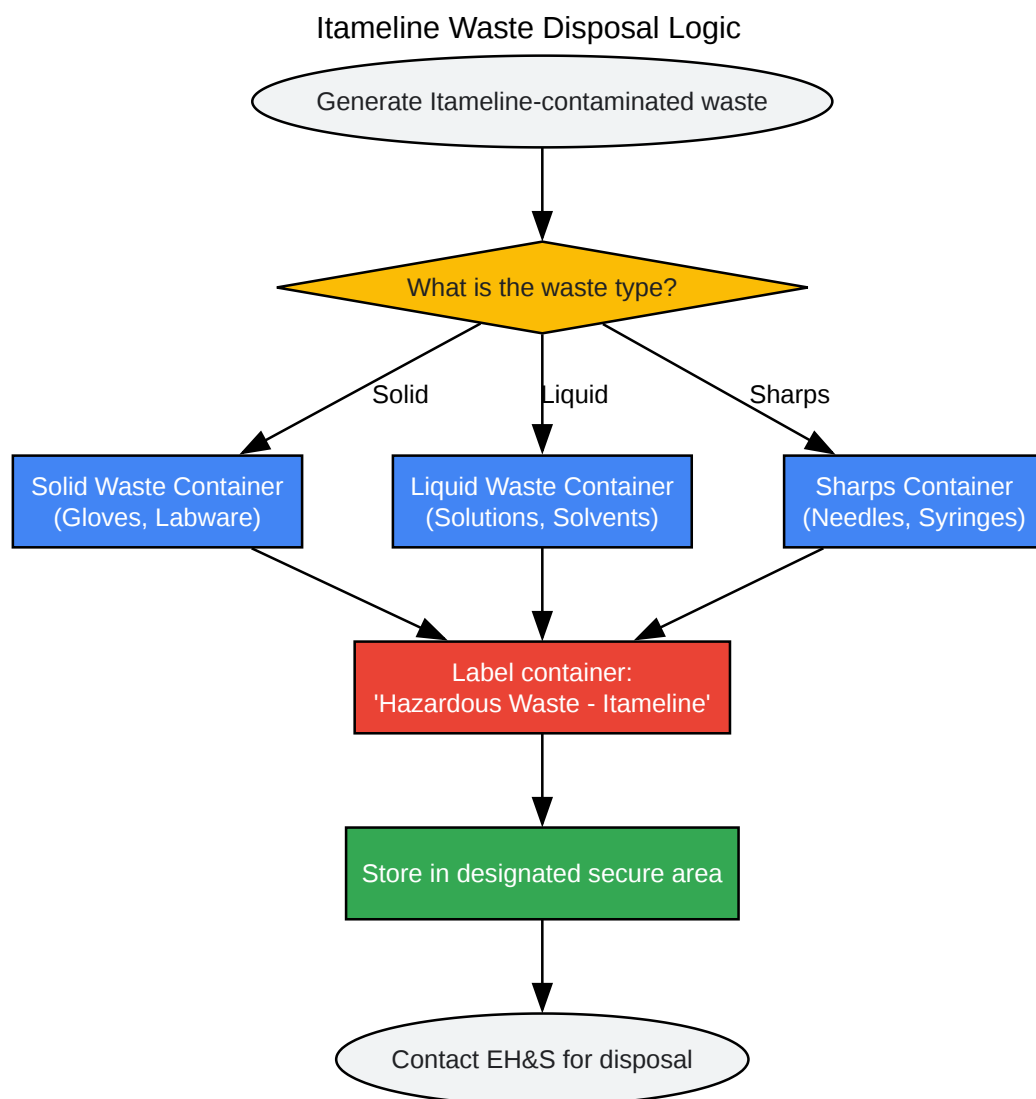 Itameline Waste Disposal Logic
Generate Itameline-contaminated waste
What is the waste type?
Solid
Liquid
Sharps
Solid Waste Container
(Gloves, Labware)
Liquid Waste Container
(Solutions, Solvents)
Sharps Container
(Needles, Syringes)
Label container:
'Hazardous Waste - Itameline'
Store in designated secure area
Contact EH&S for disposal